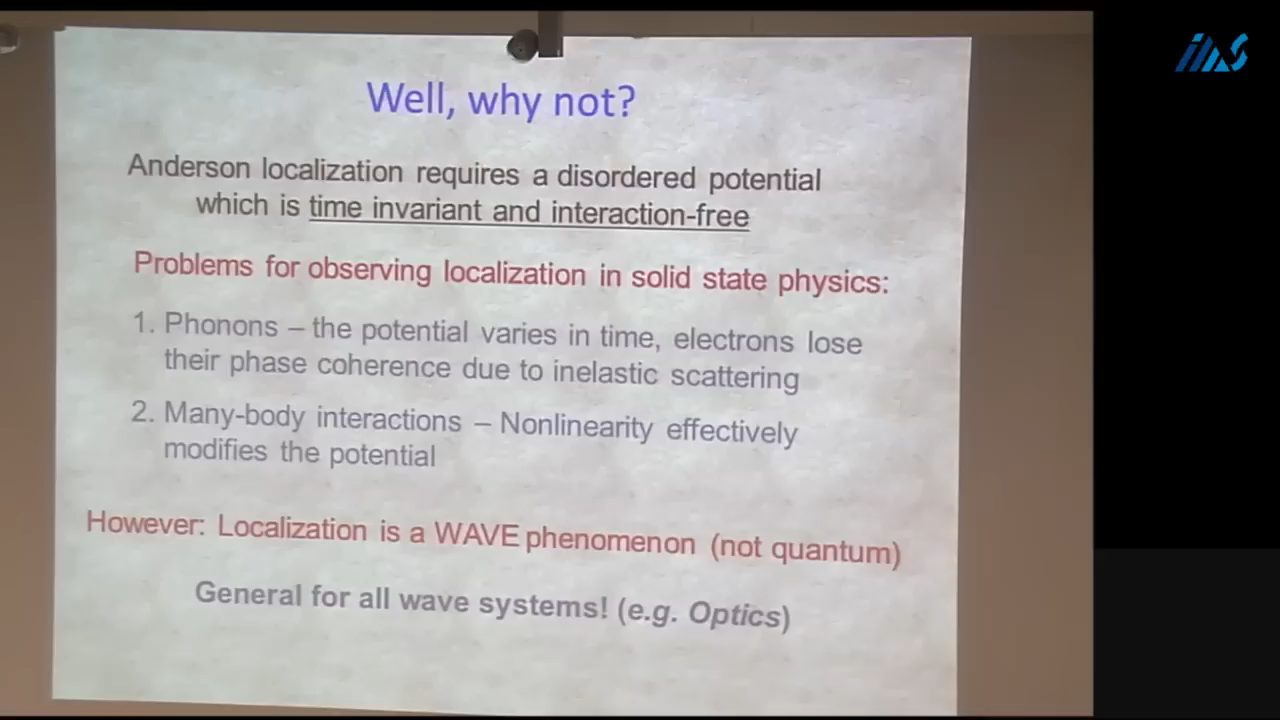 Well, why not?
Anderson localization requires a disordered potential
which is time invariant and interaction-free
Problems for observing localization in solid state physics:
1. Phonons – the potential varies in time, electrons lose
their phase coherence due to inelastic scattering
2. Many-body interactions – Nonlinearity effectively
modifies the potential
However: Localization is a WAVE phenomenon (not quantum)
General for all wave systems! (e.g. Optics)